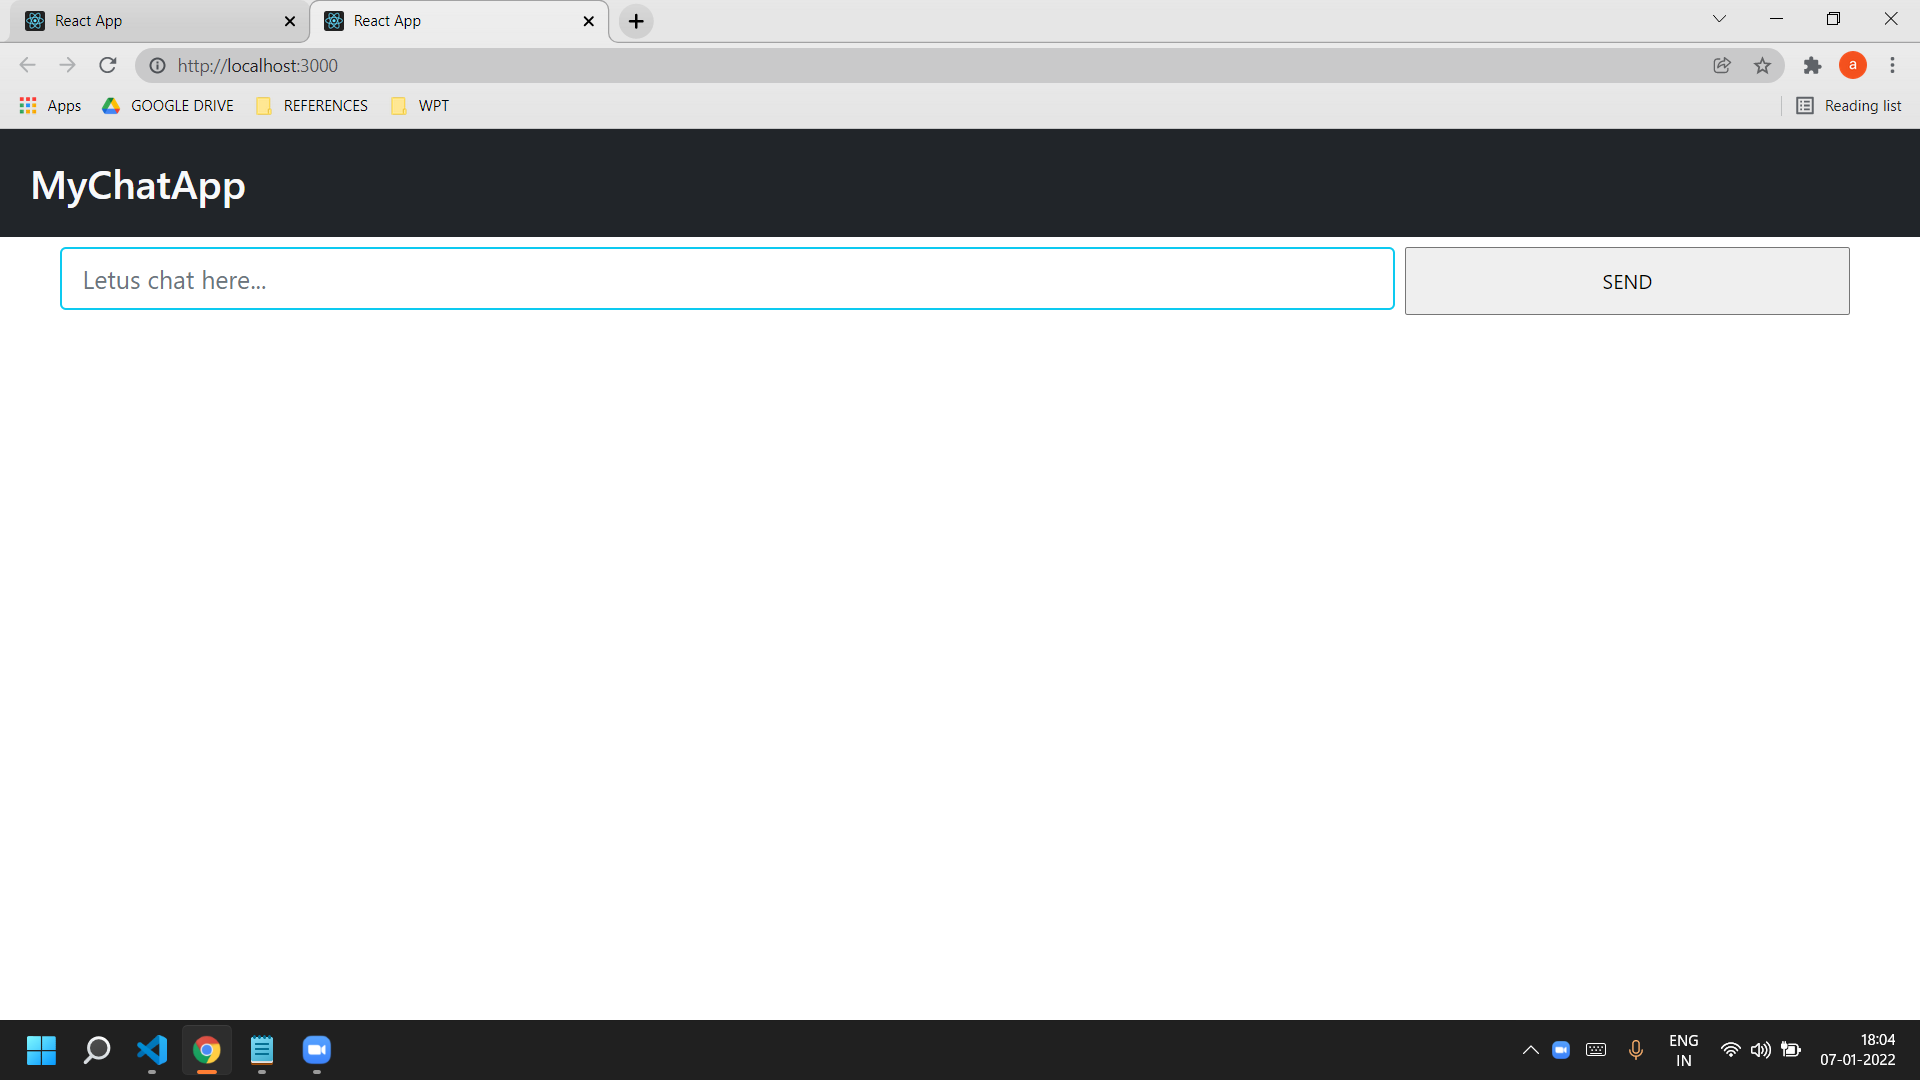 React App
React App
http://localhost:3000
a
Apps
GOOGLE DRIVE
REFERENCES
WPT
Reading list
MyChatApp
Letus chat here...
SEND
ENG
IN
18:04
07-01-2022